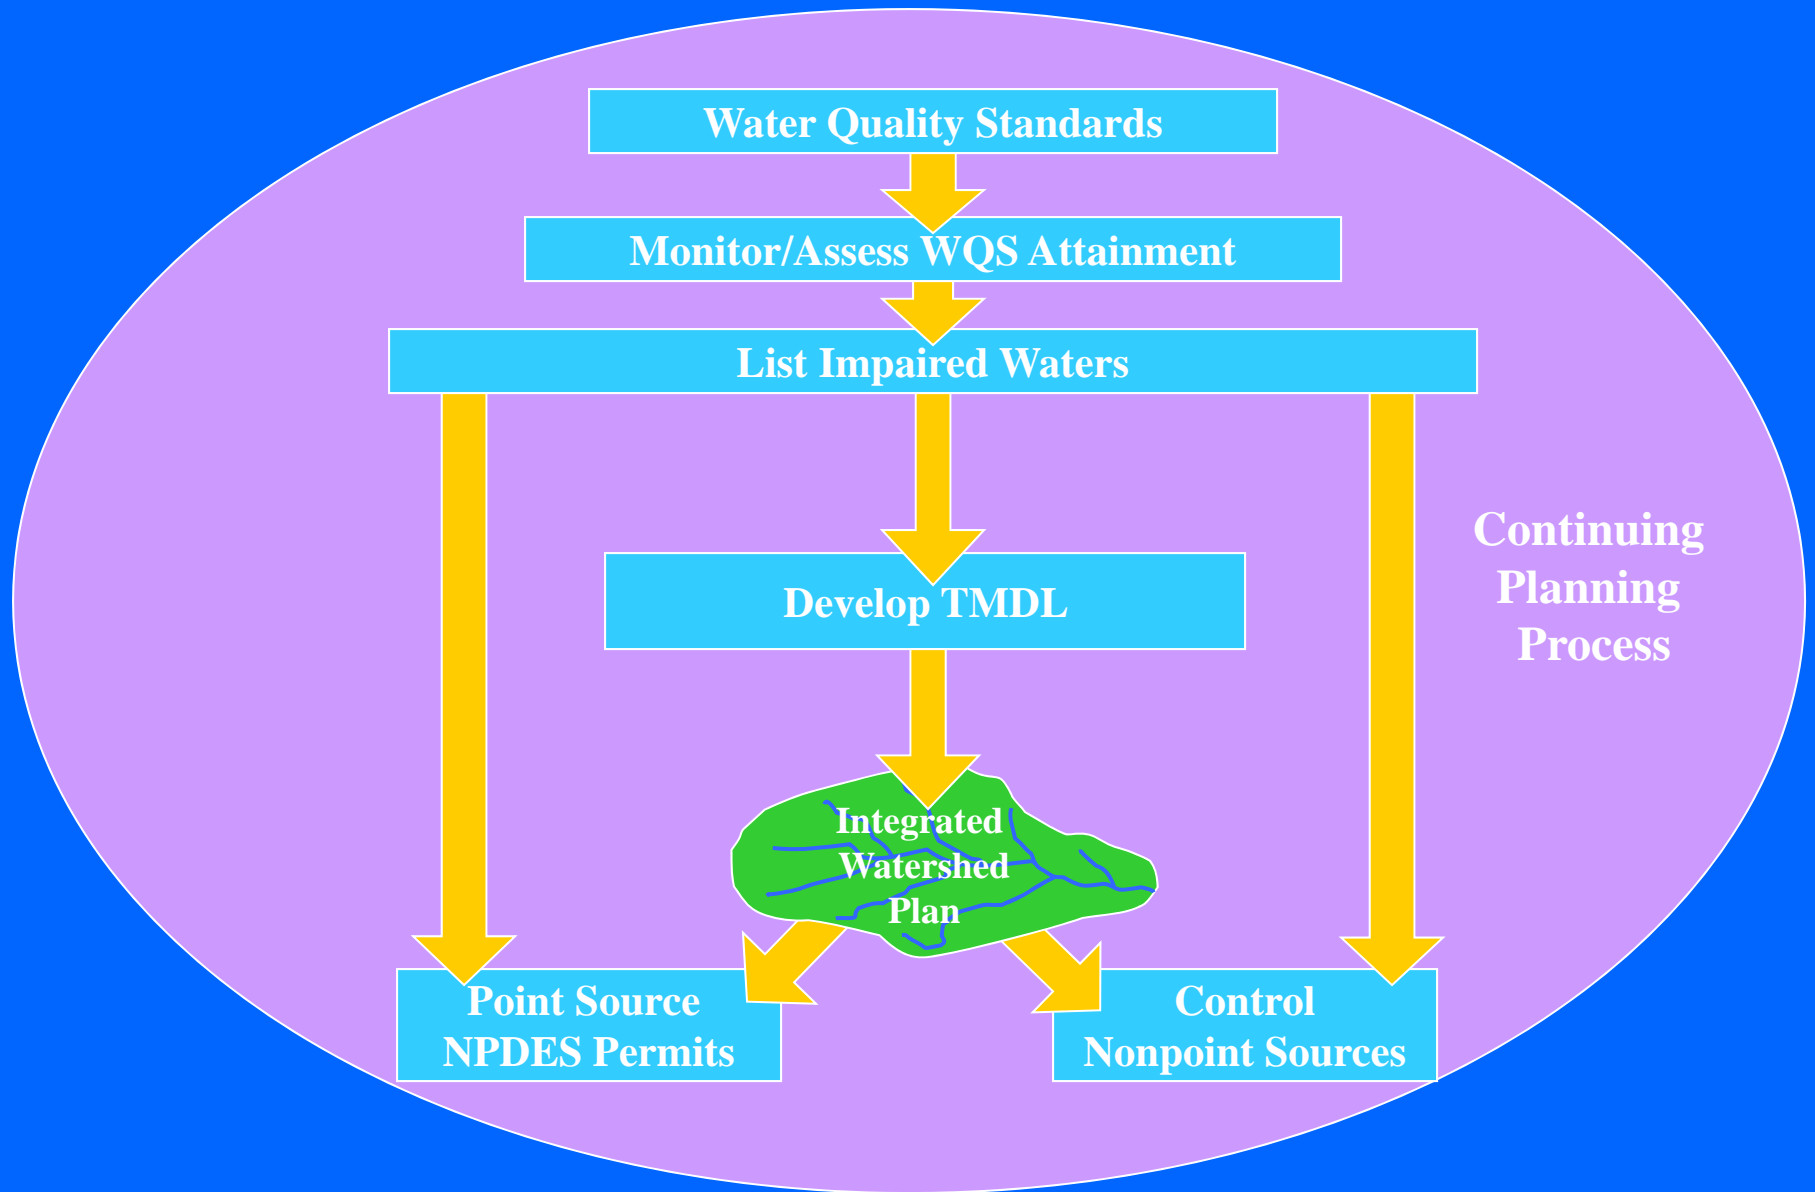 Water Quality Standards
Monitor/Assess WQS Attainment
List Impaired Waters
Continuing
Planning
Process
Develop TMDL
Integrated
Watershed
Plan
Point Source
NPDES Permits
Control
Nonpoint Sources